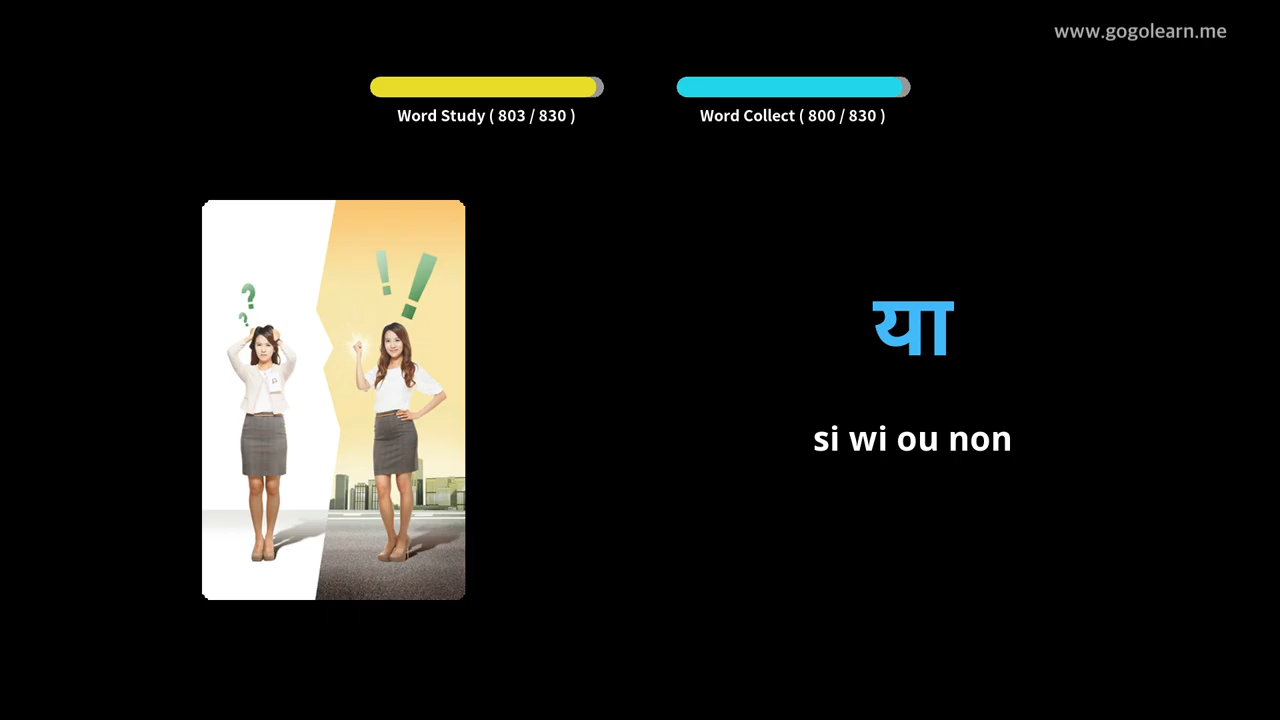 www.gogolearn.me
Word Study ( 803 / 830 )
Word Collect ( 800 / 830 )
? ? ! !
या
si wi ou non